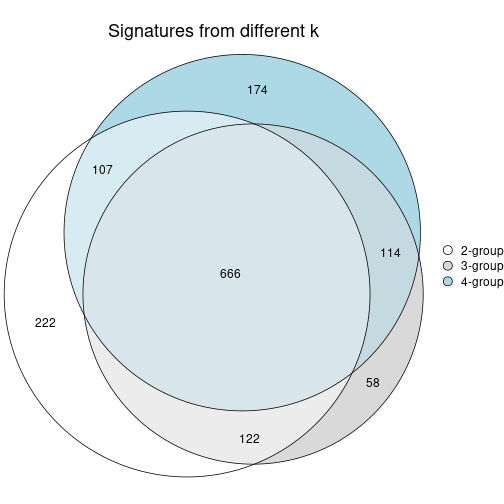 Signatures from different k
174
107
114
666
222
58
122
2-group
3-group
4-group